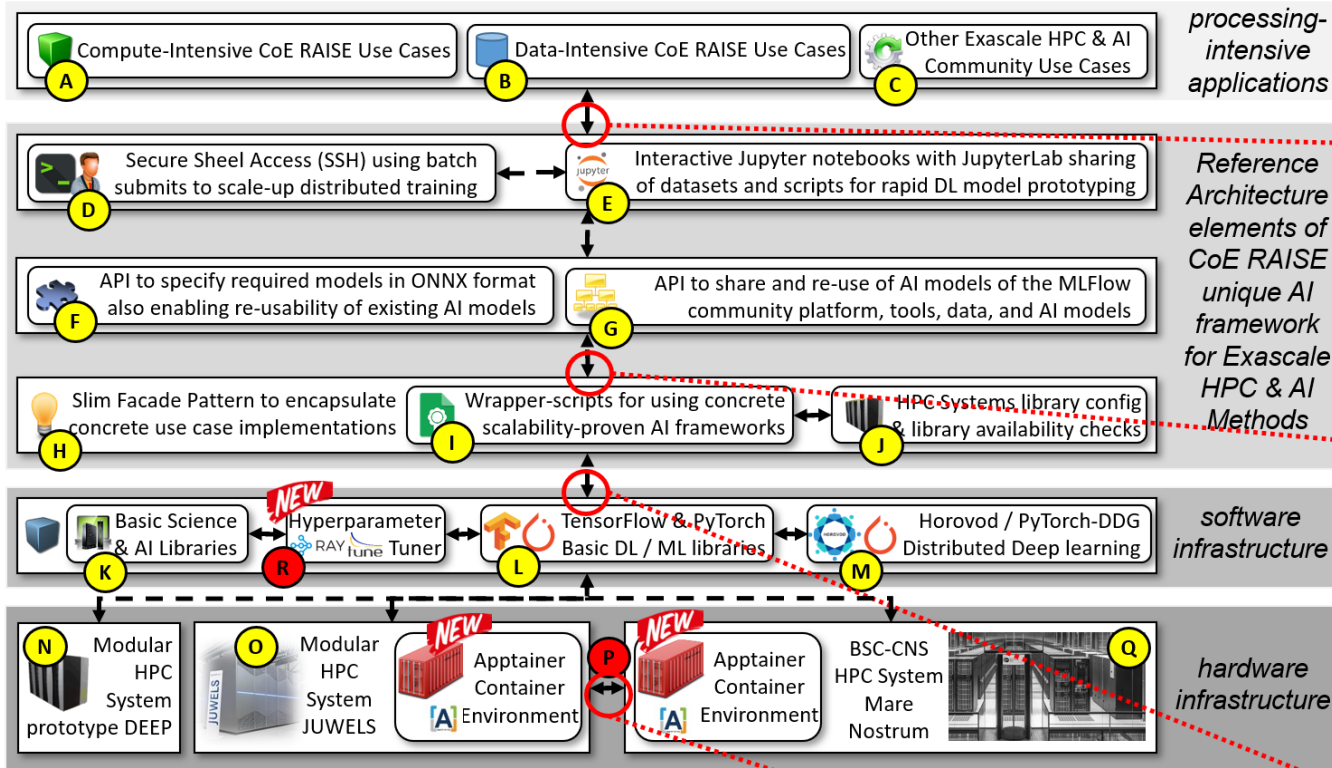 processing-
intensive
applications
Compute-Intensive CoE RAISE Use Cases
A
Data-Intensive CoE RAISE Use Cases
B
Other Exascale HPC & AI
Community Use Cases
C
Reference
Architecture
elements of
CoE RAISE
unique AI
framework
for Exascale
HPC & AI
Methods
>_
Secure Sheel Access (SSH) using batch
submits to scale-up distributed training
D
jupyter
Interactive Jupyter notebooks with JupyterLab sharing
of datasets and scripts for rapid DL model prototyping
E
API to specify required models in ONNX format
also enabling re-usability of existing AI models
F
API to share and re-use of AI models of the MLFlow
community platform, tools, data, and AI models
G
Slim Facade Pattern to encapsulate
concrete use case implementations
H
Wrapper-scripts for using concrete
scalability-proven AI frameworks
I
HPC Systems library config
& library availability checks
J
software
infrastructure
Basic Science
& AI Libraries
K
NEW
Hyperparameter
RAY tune Tuner
R
TensorFlow & PyTorch
Basic DL / ML libraries
L
HOROVOD
Horovod / PyTorch-DDG
Distributed Deep learning
M
hardware
infrastructure
N
Modular
HPC
System
prototype DEEP
O
JUWELS
Modular
HPC
System
JUWELS
NEW
Apptainer
Container
[A] Environment
P
NEW
Apptainer
Container
[A] Environment
BSC-CNS
HPC System
Mare
Nostrum
Q